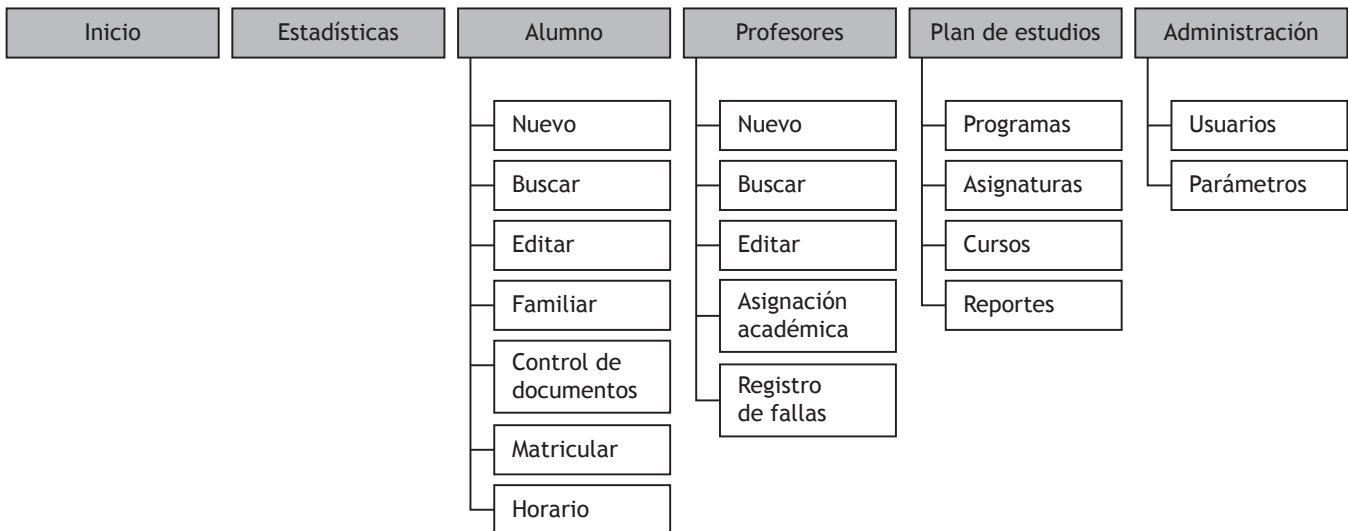 Inicio
Estadísticas
Alumno
Profesores
Plan de estudios
Administración
Nuevo
Buscar
Editar
Familiar
Control de
documentos
Matricular
Horario
Nuevo
Buscar
Editar
Asignación
académica
Registro
de fallas
Programas
Asignaturas
Cursos
Reportes
Usuarios
Parámetros